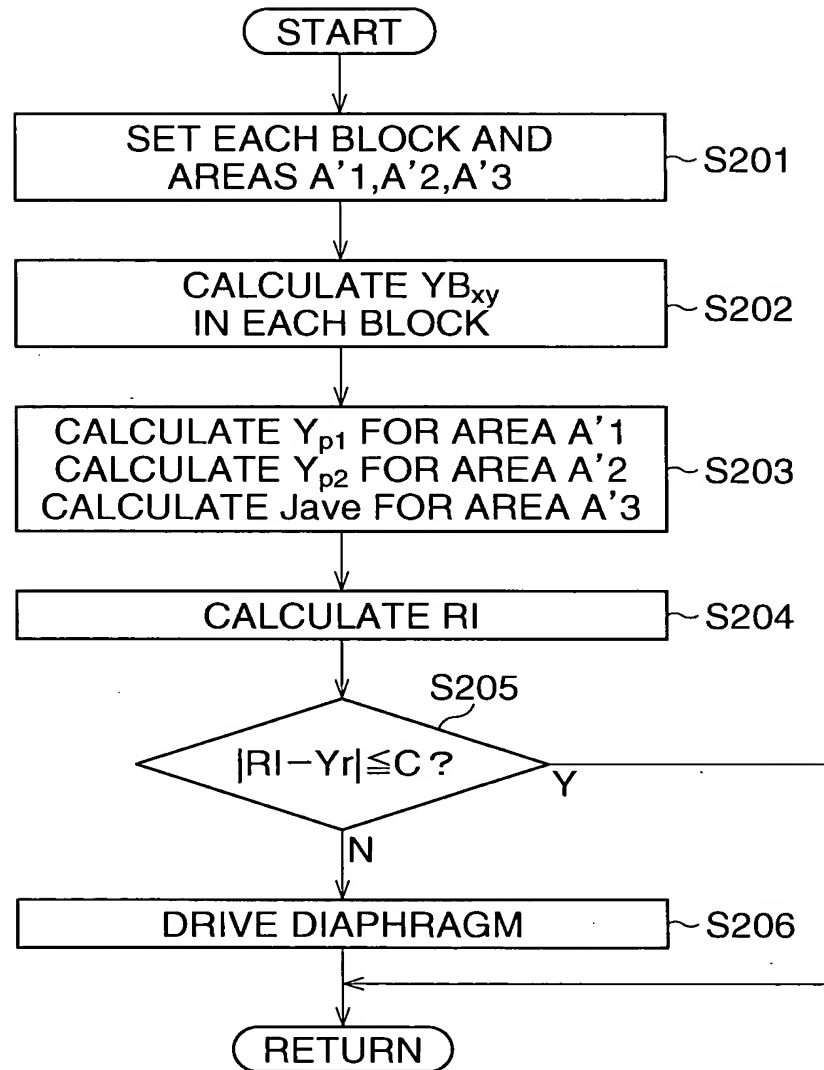 START
SET EACH BLOCK AND
AREAS A'1,A'2,A'3
S201
CALCULATE YBxy
IN EACH BLOCK
S202
CALCULATE Yp1 FOR AREA A'1
CALCULATE Yp2 FOR AREA A'2
CALCULATE Jave FOR AREA A'3
S203
CALCULATE RI
S204
S205
|RI−Yr|≦C ?
Y
N
DRIVE DIAPHRAGM
S206
RETURN